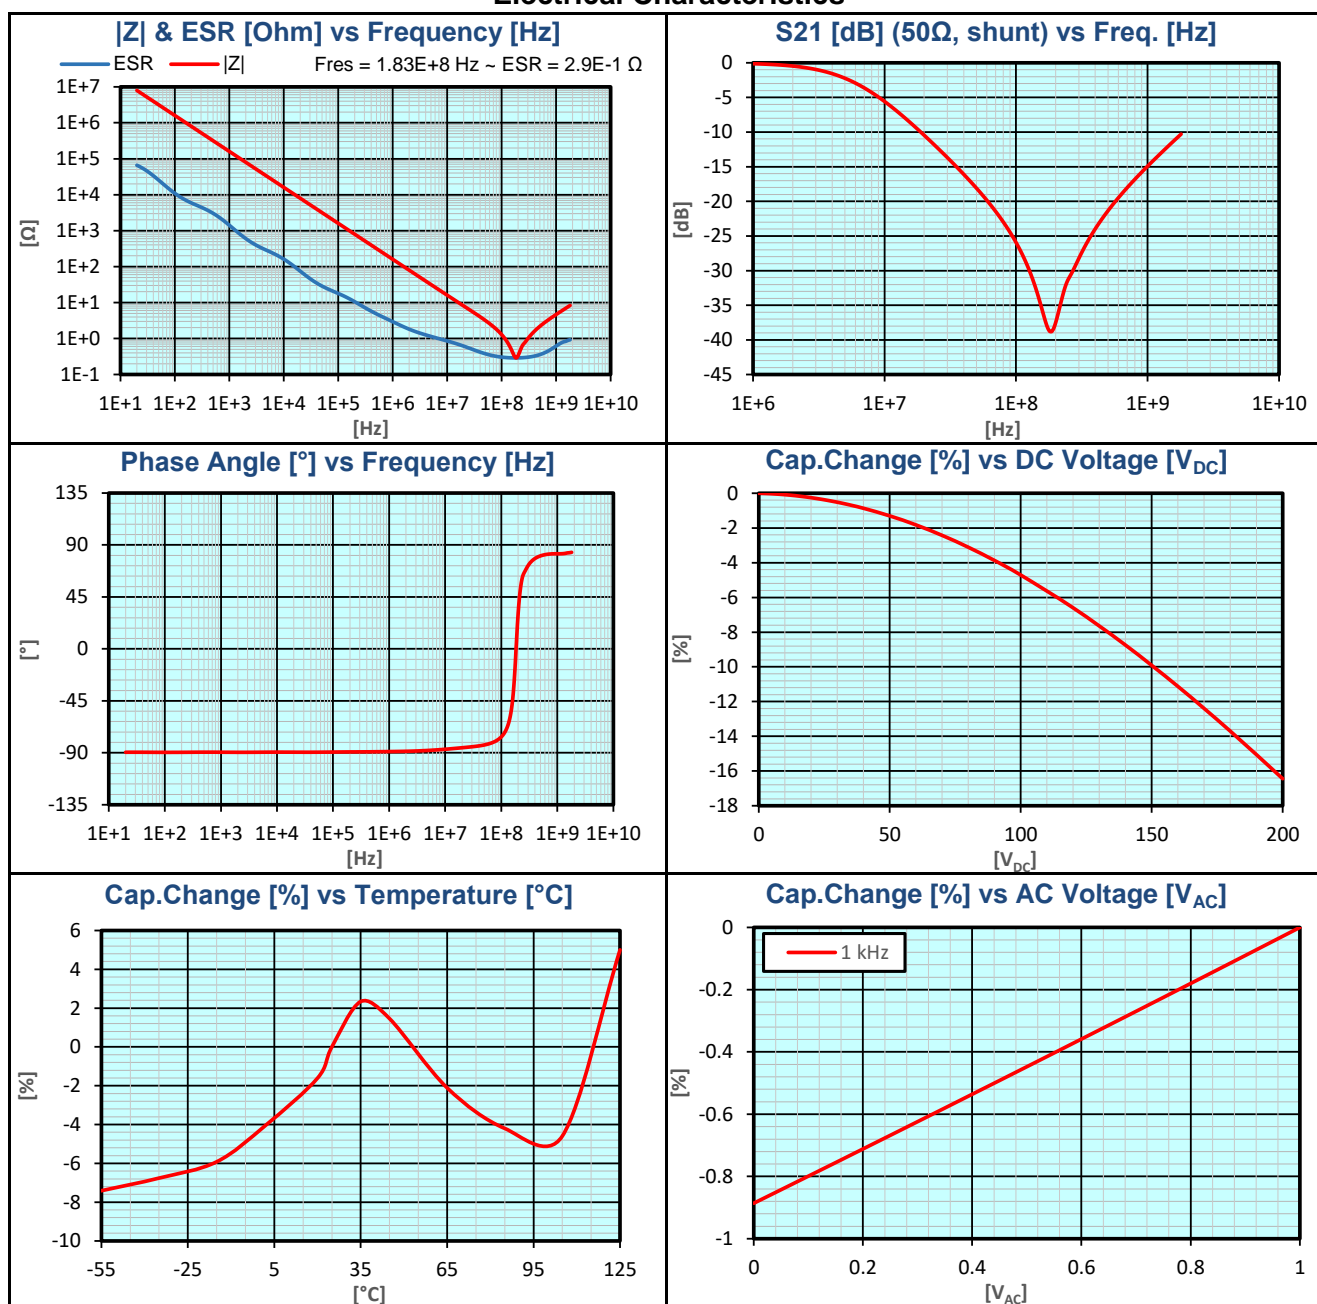 Electrical Characteristics
|Z| & ESR [Ohm] vs Frequency [Hz]
ESR |Z| Fres = 1.83E+8 Hz ~ ESR = 2.9E-1 Ω
1E+7
1E+6
1E+5
1E+4
1E+3
1E+2
1E+1
1E+0
1E-1
[Ω]
1E+1 1E+2 1E+3 1E+4 1E+5 1E+6 1E+7 1E+8 1E+9 1E+10
[Hz]
S21 [dB] (50Ω, shunt) vs Freq. [Hz]
0
-5
-10
-15
-20
-25
-30
-35
-40
-45
[dB]
1E+6 1E+7 1E+8 1E+9 1E+10
[Hz]
Phase Angle [°] vs Frequency [Hz]
135
90
45
0
-45
-90
-135
[°]
1E+1 1E+2 1E+3 1E+4 1E+5 1E+6 1E+7 1E+8 1E+9 1E+10
[Hz]
Cap.Change [%] vs DC Voltage [VDC]
0
-2
-4
-6
-8
-10
-12
-14
-16
-18
[%]
0 50 100 150 200
[VDC]
Cap.Change [%] vs Temperature [°C]
6
4
2
0
-2
-4
-6
-8
-10
[%]
-55 -25 5 35 65 95 125
[°C]
Cap.Change [%] vs AC Voltage [VAC]
1 kHz
0
-0.2
-0.4
-0.6
-0.8
-1
[%]
0 0.2 0.4 0.6 0.8 1
[VAC]